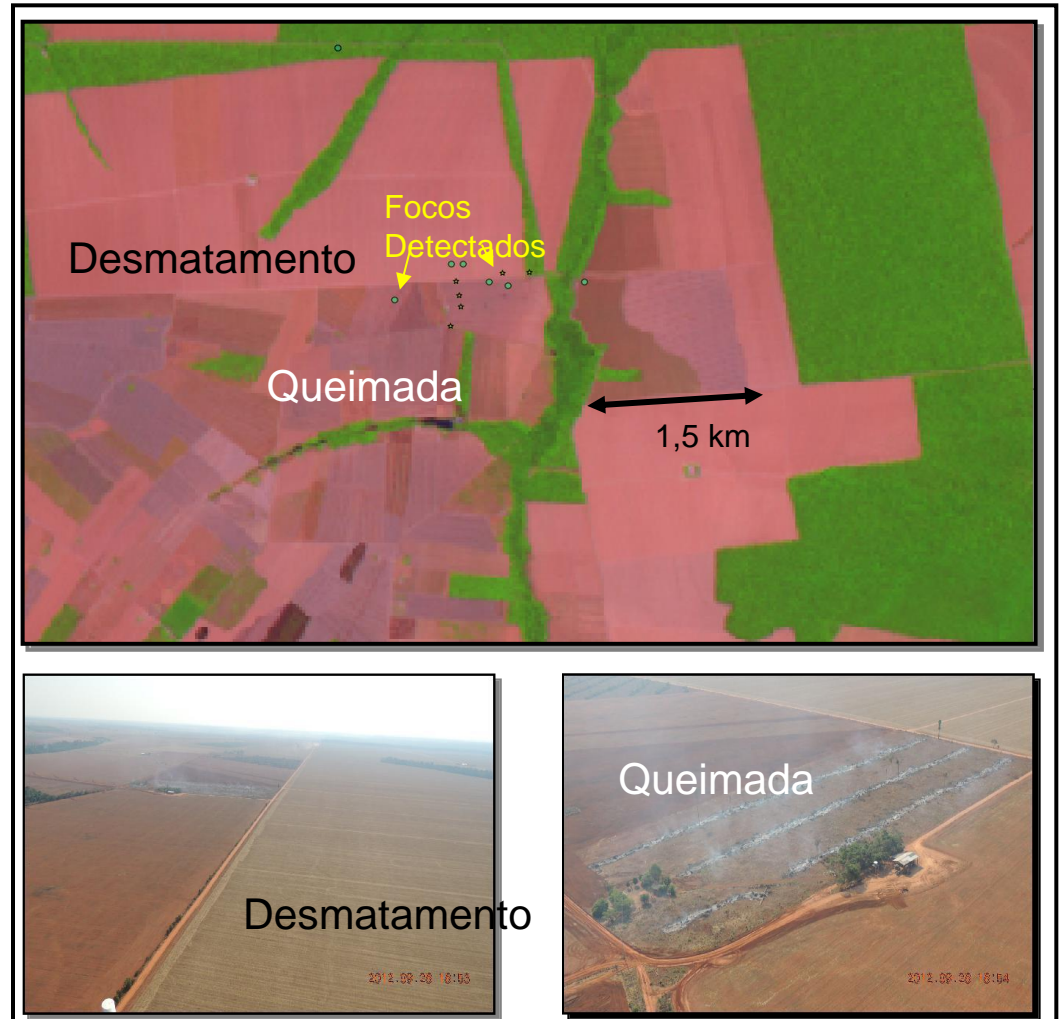 Focos
Detectados
Desmatamento
Queimada
1,5 km
Queimada
Desmatamento
2012.09.28 16:53
2012.09.28 16:54